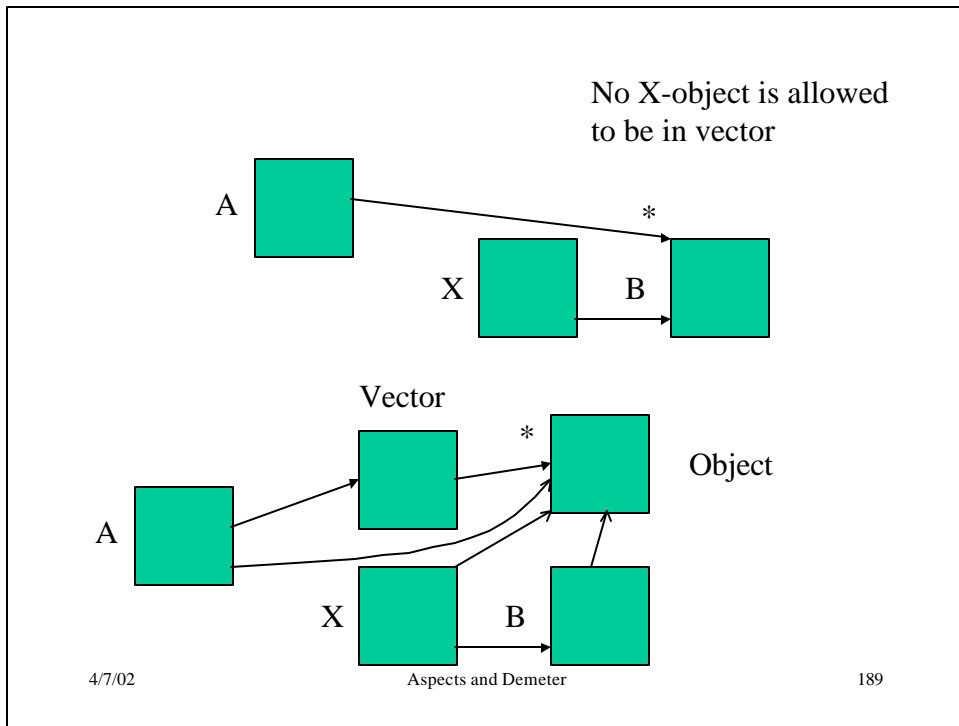 No X-object is allowed
to be in vector
A
*
X
B
Vector
*
Object
A
X
B
4/7/02
Aspects and Demeter
189